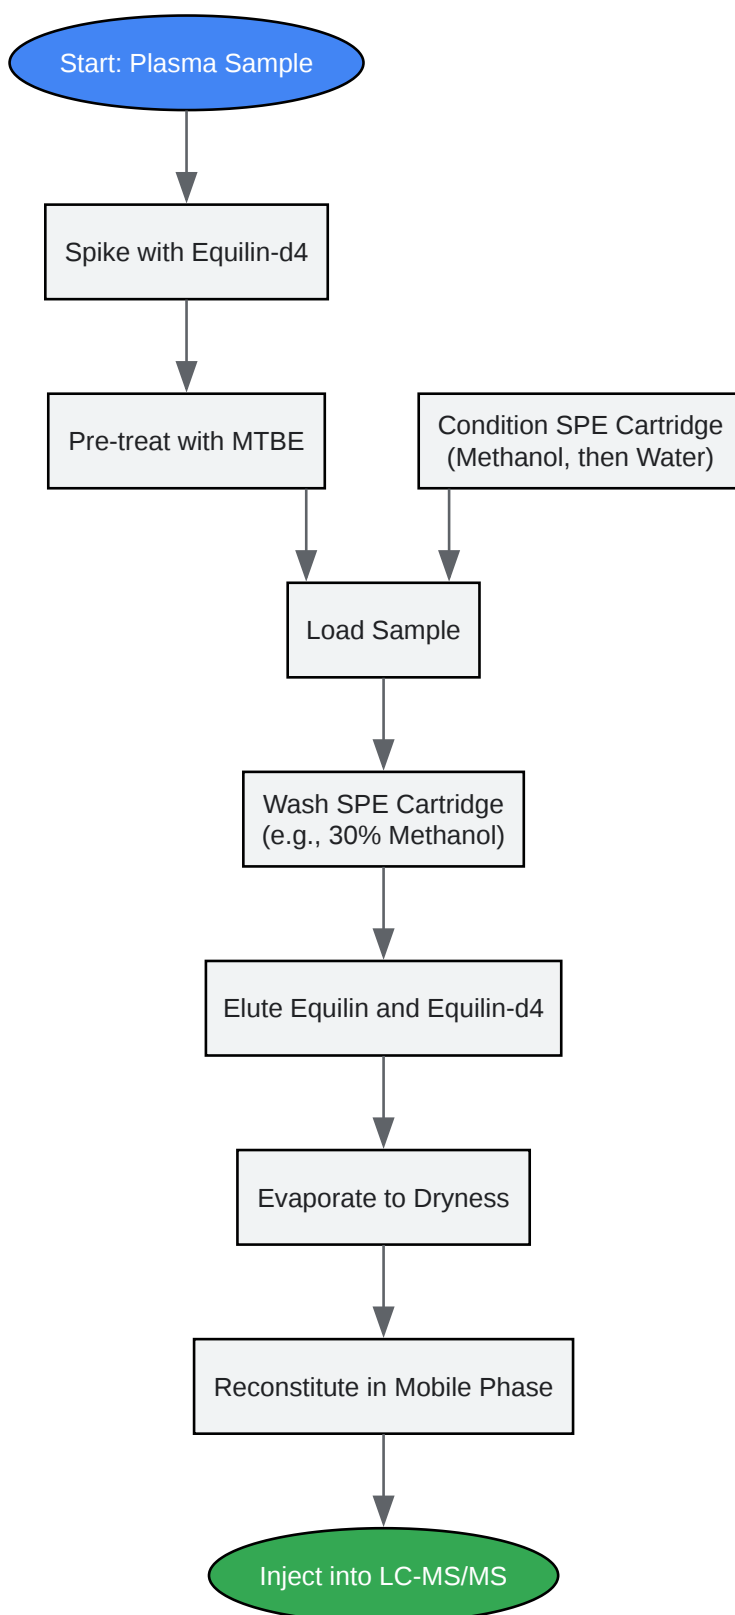 Start: Plasma Sample
Spike with Equilin-d4
Pre-treat with MTBE
Condition SPE Cartridge
(Methanol, then Water)
Load Sample
Wash SPE Cartridge
(e.g., 30% Methanol)
Elute Equilin and Equilin-d4
Evaporate to Dryness
Reconstitute in Mobile Phase
Inject into LC-MS/MS